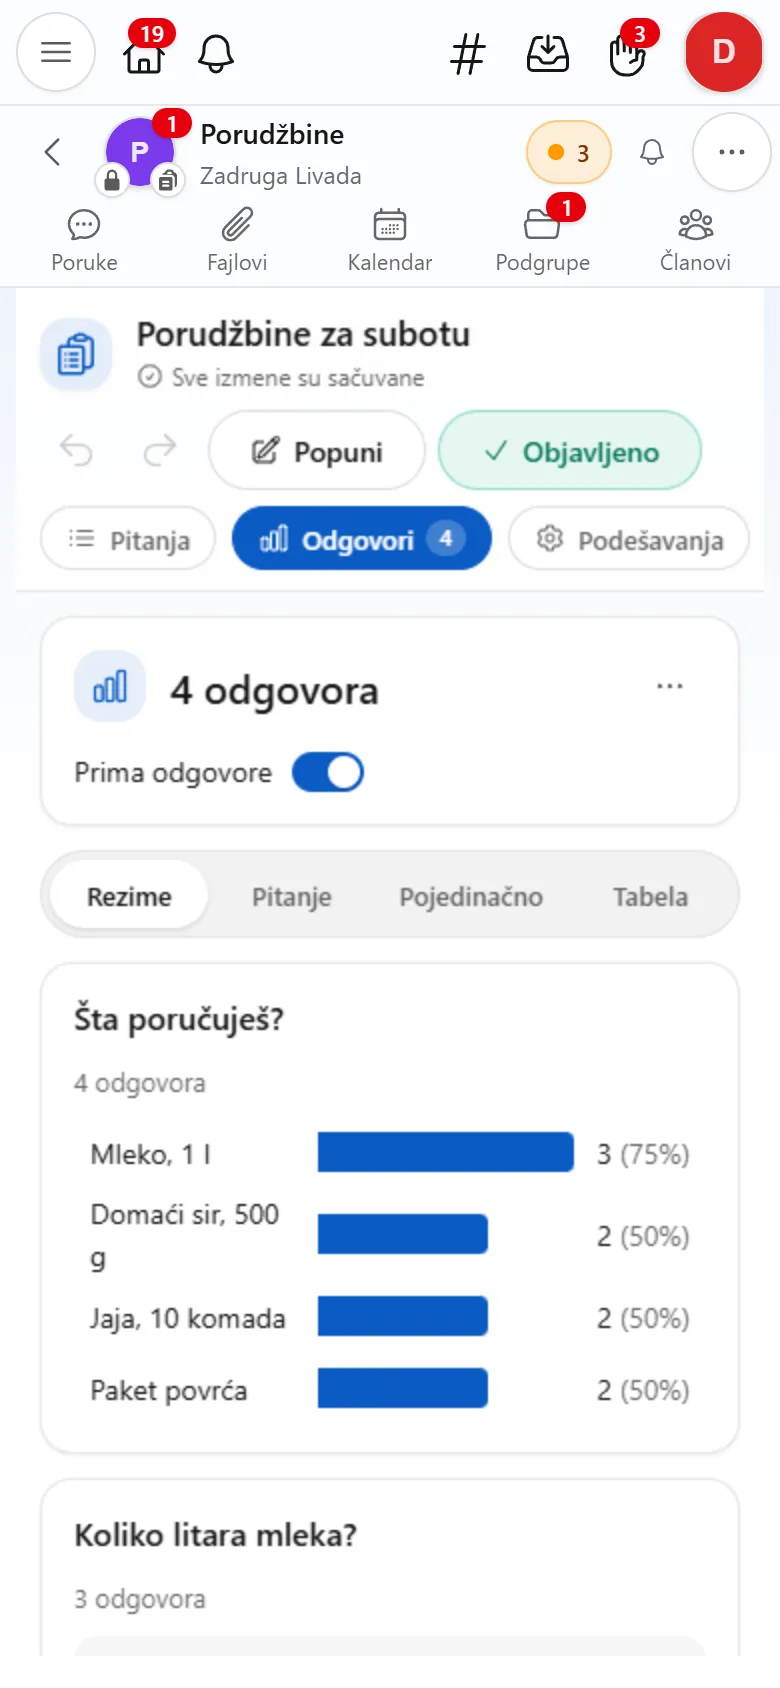 19
3
D
P
1
Porudžbine
Zadruga Livada
3
Poruke
Fajlovi
Kalendar
1
Podgrupe
Članovi
Porudžbine za subotu
Sve izmene su sačuvane
Popuni
Objavljeno
Pitanja
Odgovori 4
Podešavanja
4 odgovora
Prima odgovore
Rezime
Pitanje
Pojedinačno
Tabela
Šta poručuješ?
4 odgovora
Mleko, 1 l
3 (75%)
Domaći sir, 500
g
2 (50%)
Jaja, 10 komada
2 (50%)
Paket povrća
2 (50%)
Koliko litara mleka?
3 odgovora